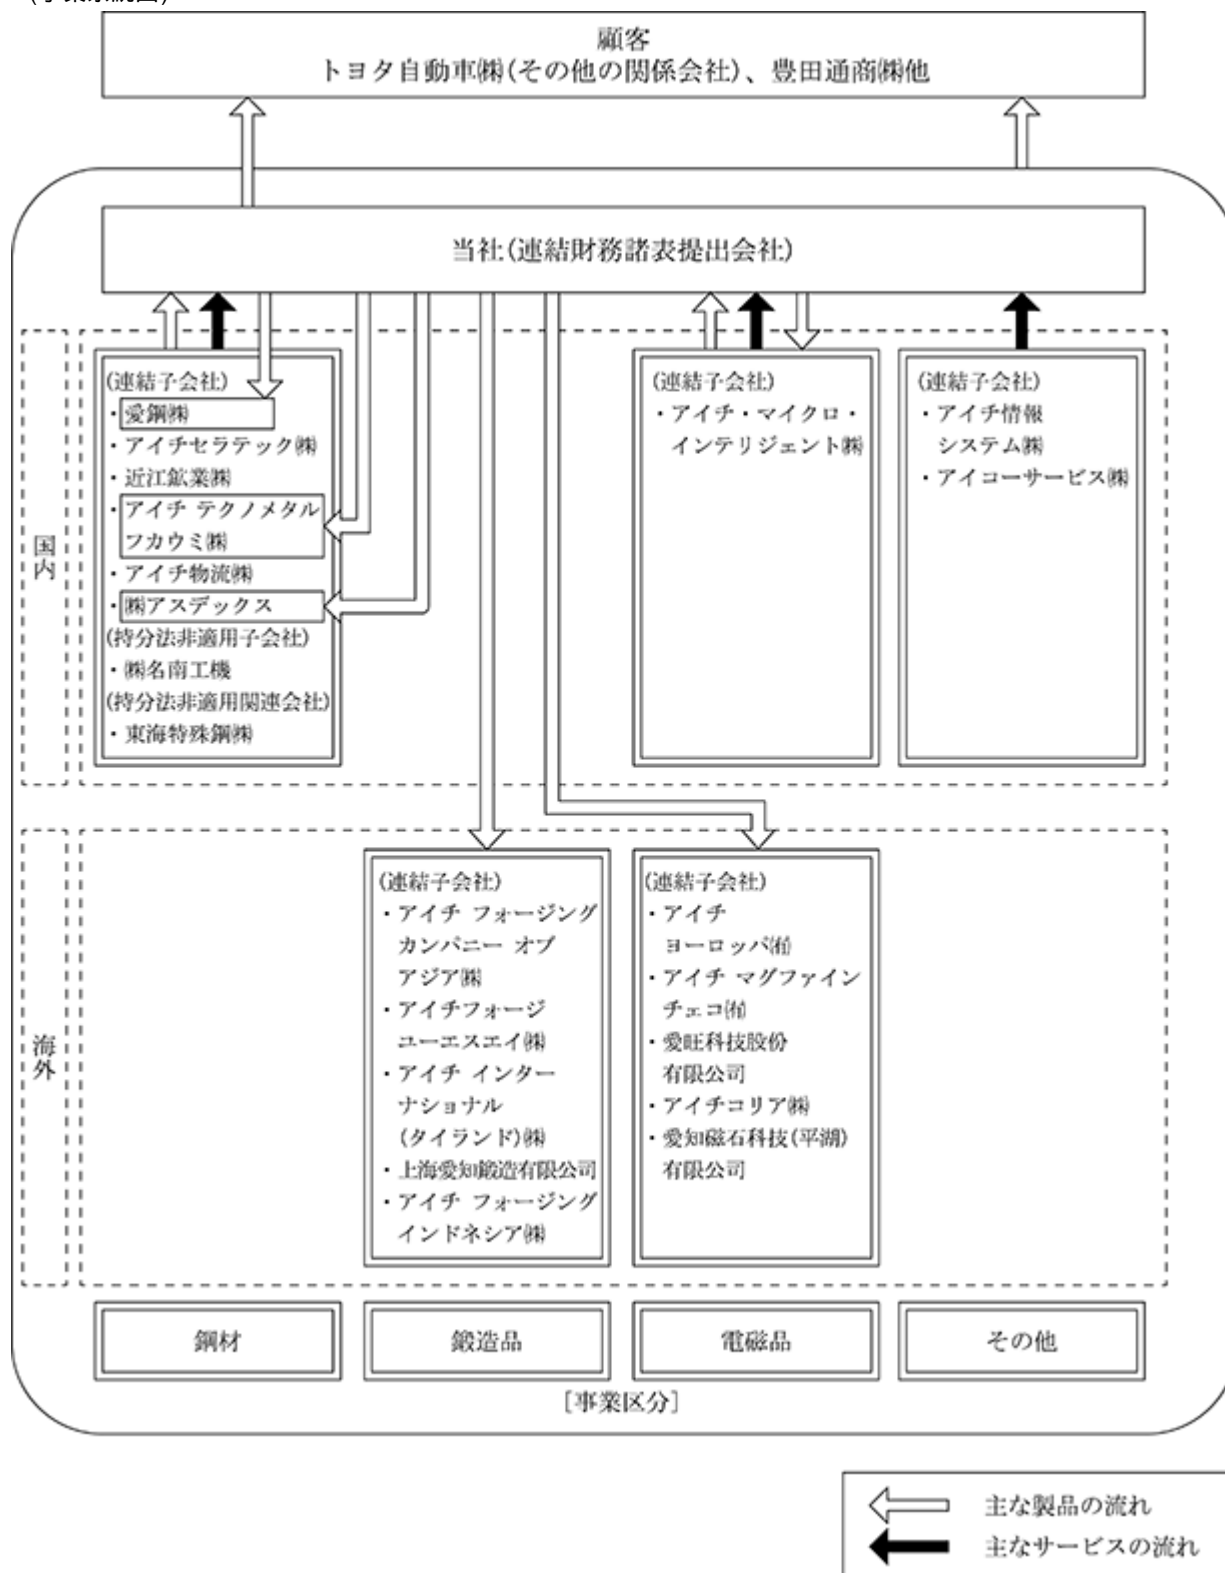 (事業系統図)
顧客
トヨタ自動車㈱(その他の関係会社)、豊田通商㈱他
当社(連結財務諸表提出会社)
国内
(連結子会社)
・愛鋼㈱
・アイチセラテック㈱
・近江鉱業㈱
・アイチ テクノメタル
フカウミ㈱
・アイチ物流㈱
・㈱アスデックス
(持分法非適用子会社)
・㈱名南工機
(持分法非適用関連会社)
・東海特殊鋼㈱
(連結子会社)
・アイチ・マイクロ・
インテリジェント㈱
(連結子会社)
・アイチ情報
システム㈱
・アイコーサービス㈱
海外
(連結子会社)
・アイチ フォージング
カンパニー オブ
アジア㈱
・アイチフォージ
ユーエスエイ㈱
・アイチ インター
ナショナル
(タイランド)㈱
・上海愛知鍛造有限公司
・アイチ フォージング
インドネシア㈱
(連結子会社)
・アイチ
ヨーロッパ㈲
・アイチ マグファイン
チェコ㈲
・愛旺科技股份
有限公司
・アイチコリア㈱
・愛知磁石科技(平湖)
有限公司
鋼材
鍛造品
電磁品
その他
[事業区分]
主な製品の流れ
主なサービスの流れ